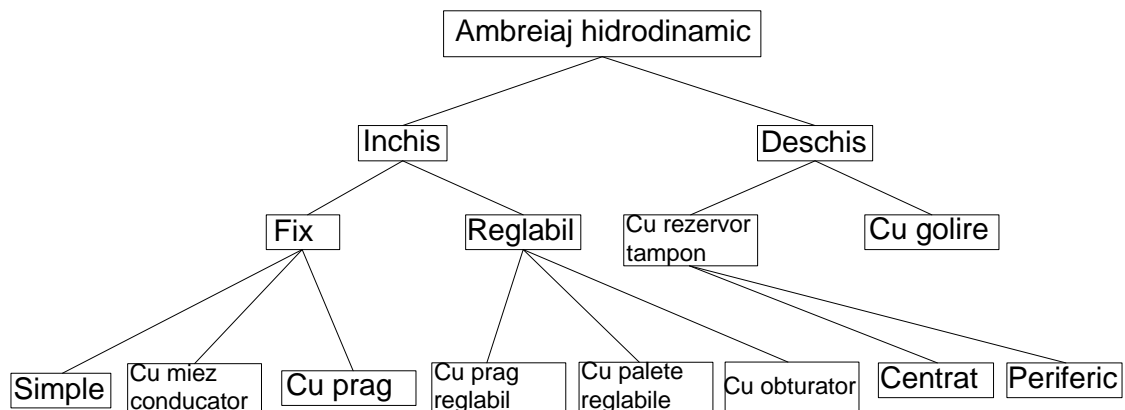 Ambreiaj hidrodinamic
Inchis
Deschis
Fix
Reglabil
Cu rezervor
tampon
Cu golire
Simple
Cu miez
conducator
Cu prag
Cu prag
reglabil
Cu palete
reglabile
Cu obturator
Centrat
Periferic